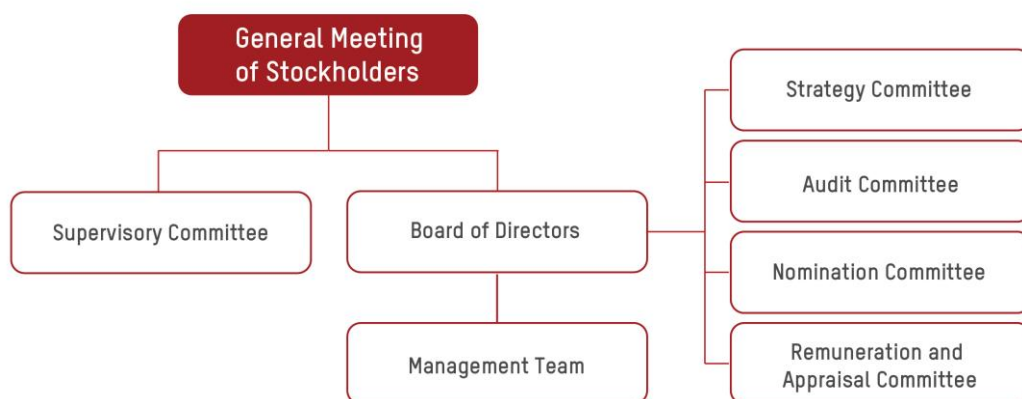 General Meeting
of Stockholders
Supervisory Committee
Board of Directors
Management Team
Strategy Committee
Audit Committee
Nomination Committee
Remuneration and
Appraisal Committee